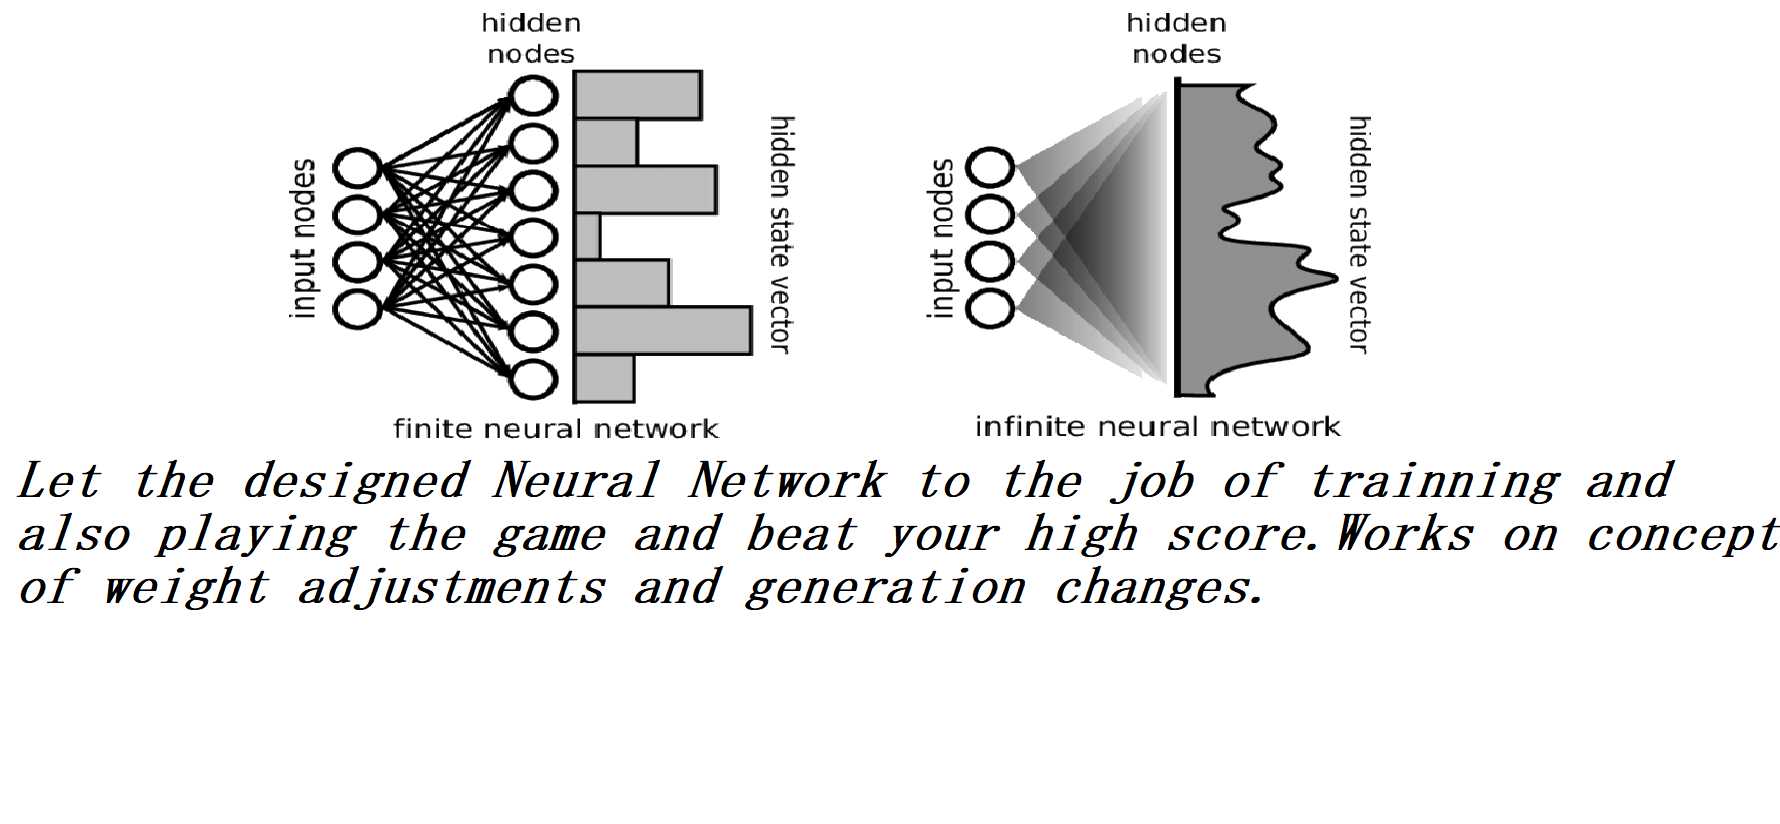 hidden
nodes
input nodes
hidden state vector
finite neural network
hidden
nodes
input nodes
hidden state vector
infinite neural network
Let the designed Neural Network to the job of trainning and
also playing the game and beat your high score.Works on concept
of weight adjustments and generation changes.